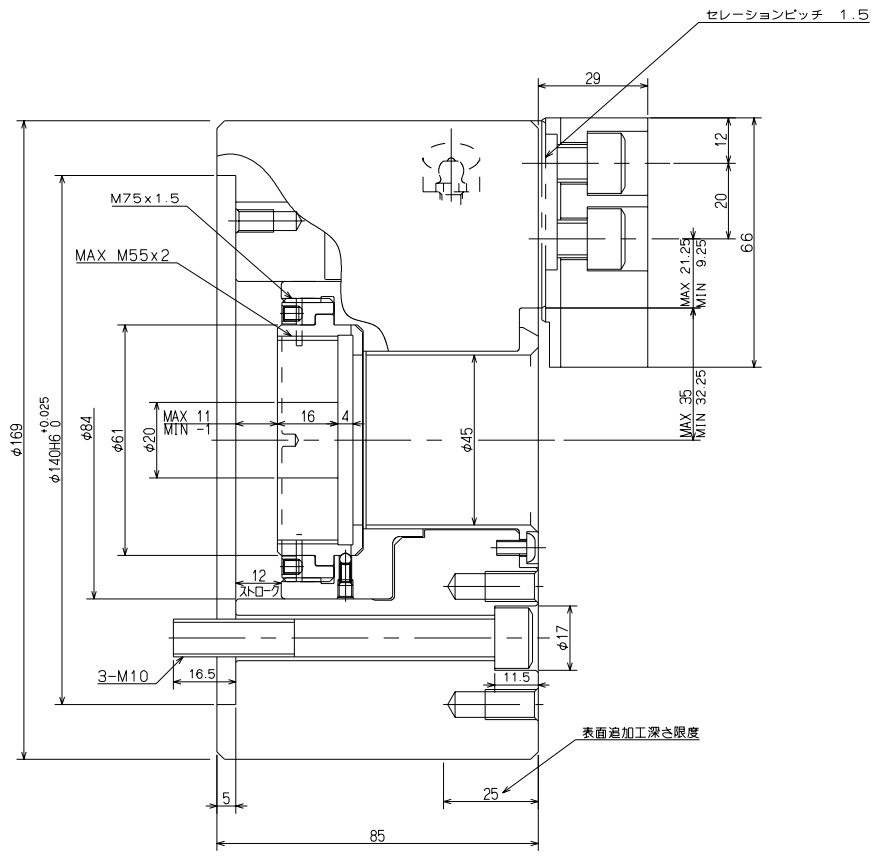 セレーションピッチ 1.5
29
12
20
66
MAX 21.25
MIN 9.25
MAX 35
MIN 32.25
M75x1.5
MAX M55x2
φ169
φ140H6 +0.025 0
φ84
φ61
φ20
MAX 11
MIN -1
16
4
φ45
12
ストローク
φ17
3-M10
16.5
11.5
表面追加工深さ限度
5
25
85